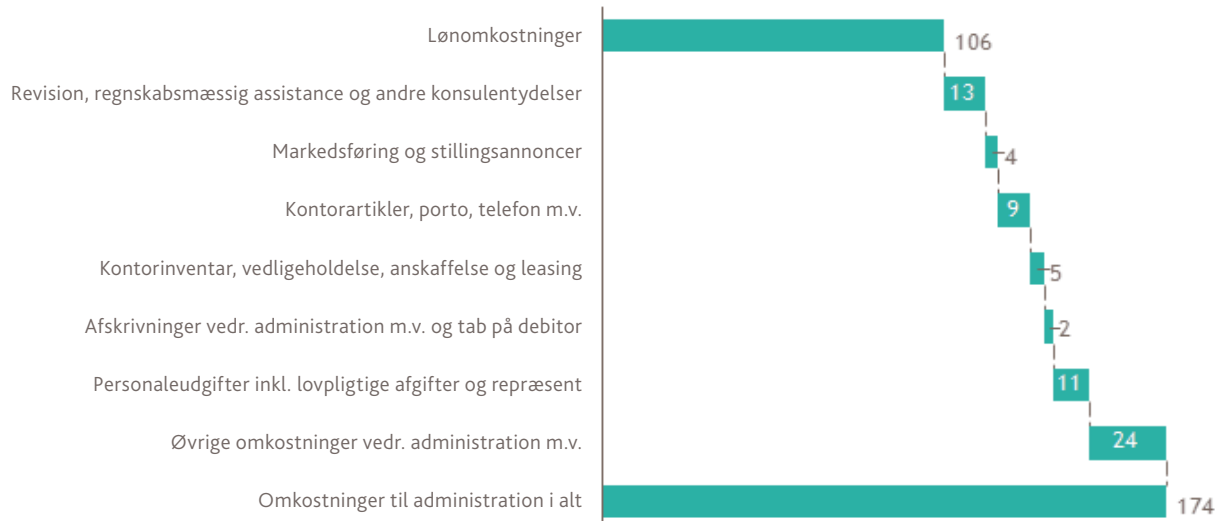 Lønomkostninger 106
Revision, regnskabsmæssig assistance og andre konsulentydelser 13
Markedsføring og stillingsannoncer 4
Kontorartikler, porto, telefon m.v. 9
Kontorinventar, vedligeholdelse, anskaffelse og leasing 5
Afskrivninger vedr. administration m.v. og tab på debitor 2
Personaleudgifter inkl. lovpligtige afgifter og repræsent 11
Øvrige omkostninger vedr. administration m.v. 24
Omkostninger til administration i alt 174